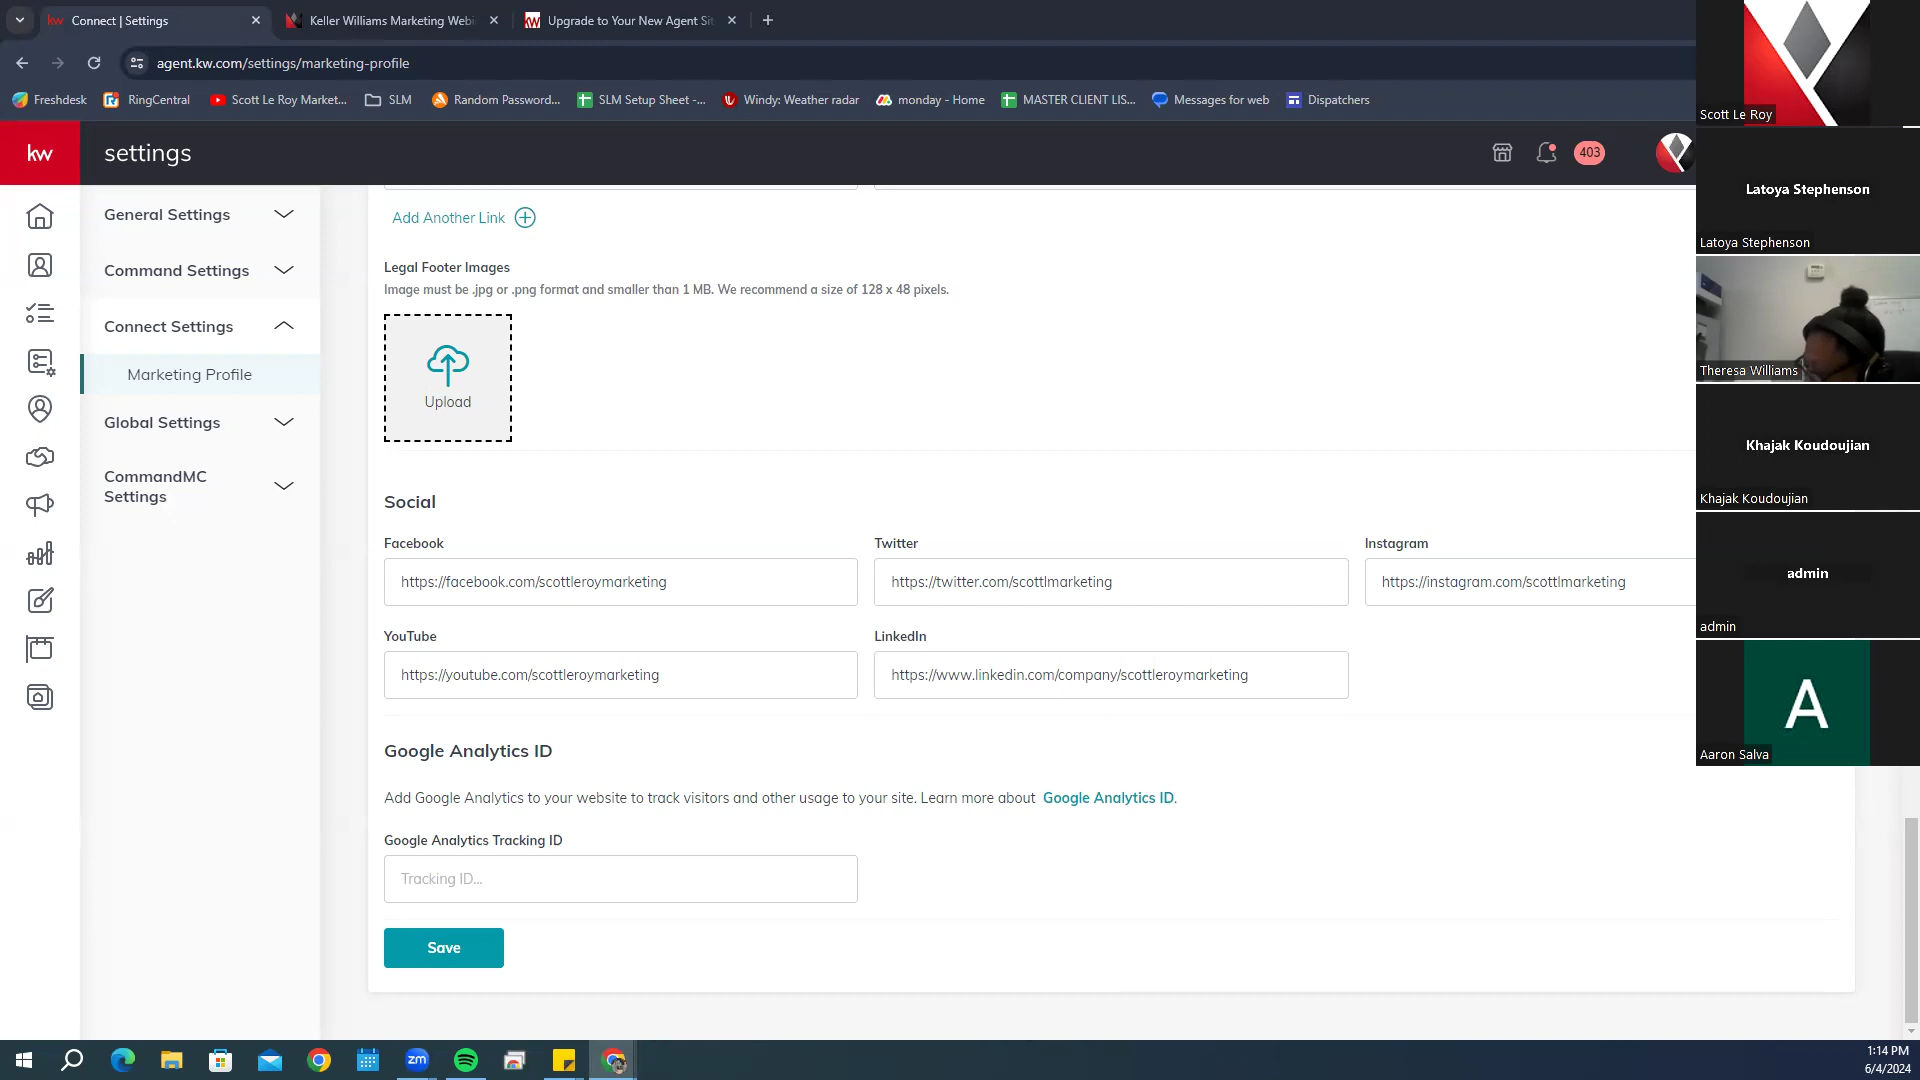 kw Connect | Settings
Keller Williams Marketing Webi
kw Upgrade to Your New Agent Sit
agent.kw.com/settings/marketing-profile
Freshdesk
RingCentral
Scott Le Roy Market...
SLM
Random Password...
SLM Setup Sheet -...
Windy: Weather radar
monday - Home
MASTER CLIENT LIS...
Messages for web
Dispatchers
kw
settings
403
General Settings
Command Settings
Connect Settings
Marketing Profile
Global Settings
CommandMC
Settings
Add Another Link
Legal Footer Images
Image must be .jpg or .png format and smaller than 1 MB. We recommend a size of 128 x 48 pixels.
Upload
Social
Facebook
Twitter
Instagram
https://facebook.com/scottleroymarketing
https://twitter.com/scottlmarketing
https://instagram.com/scottlmarketing
YouTube
LinkedIn
https://youtube.com/scottleroymarketing
https://www.linkedin.com/company/scottleroymarketing
Google Analytics ID
Add Google Analytics to your website to track visitors and other usage to your site. Learn more about Google Analytics ID.
Google Analytics Tracking ID
Tracking ID...
Save
Scott Le Roy
Latoya Stephenson
Latoya Stephenson
Theresa Williams
Khajak Koudoujian
Khajak Koudoujian
admin
admin
A
Aaron Salva
zm
1:14 PM
6/4/2024